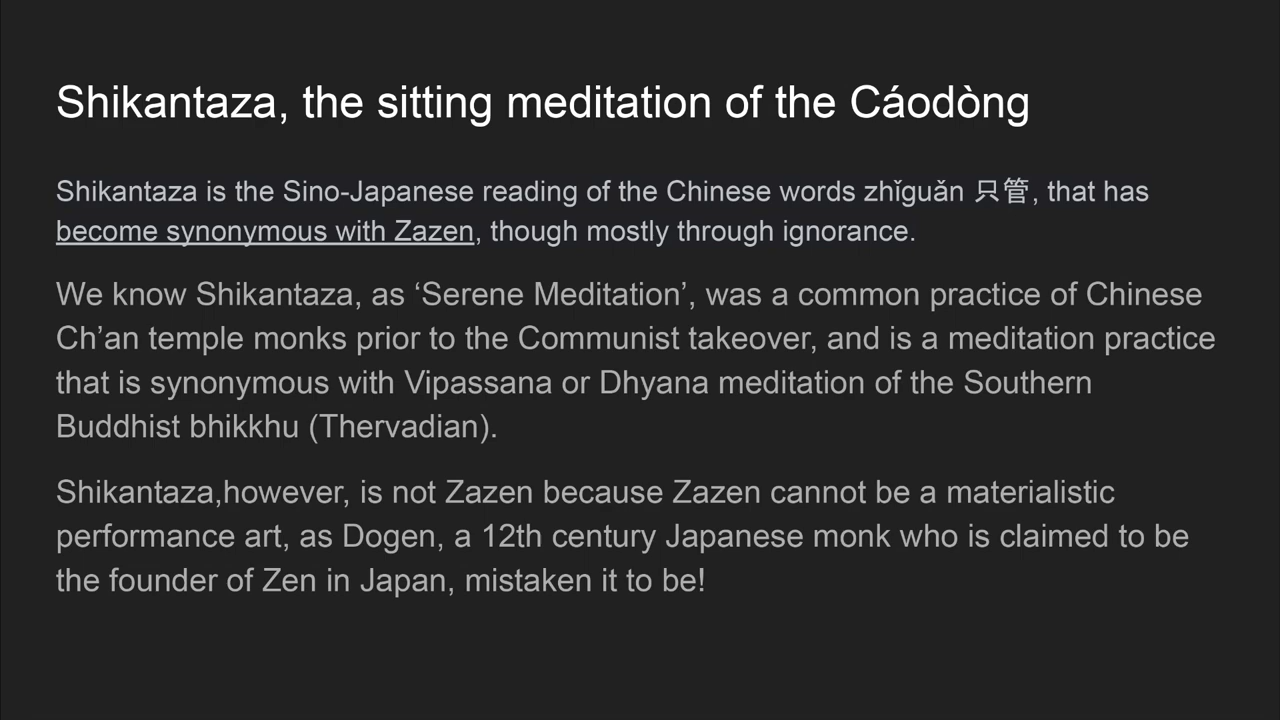 Shikantaza, the sitting meditation of the Cáodòng
Shikantaza is the Sino-Japanese reading of the Chinese words zhǐguǎn 只管, that has
become synonymous with Zazen, though mostly through ignorance.
We know Shikantaza, as ‘Serene Meditation’, was a common practice of Chinese
Ch’an temple monks prior to the Communist takeover, and is a meditation practice
that is synonymous with Vipassana or Dhyana meditation of the Southern
Buddhist bhikkhu (Thervadian).
Shikantaza,however, is not Zazen because Zazen cannot be a materialistic
performance art, as Dogen, a 12th century Japanese monk who is claimed to be
the founder of Zen in Japan, mistaken it to be!